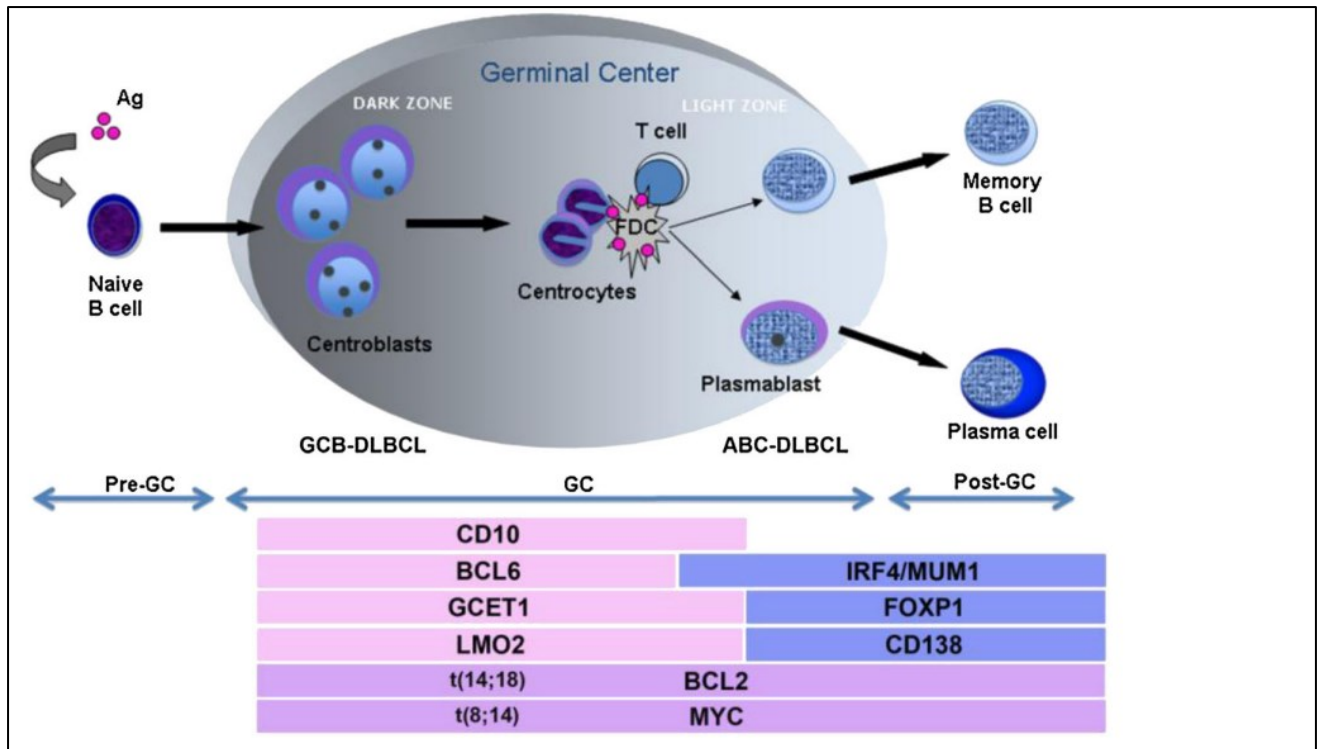 Germinal Center
DARK ZONE
LIGHT ZONE
Ag
T cell
FDC
Naive
B cell
Centroblasts
Centrocytes
Memory
B cell
Plasmablast
Plasma cell
GCB-DLBCL
ABC-DLBCL
Pre-GC
GC
Post-GC
CD10
BCL6
IRF4/MUM1
GCET1
FOXP1
LMO2
CD138
t(14;18) BCL2
t(8;14) MYC